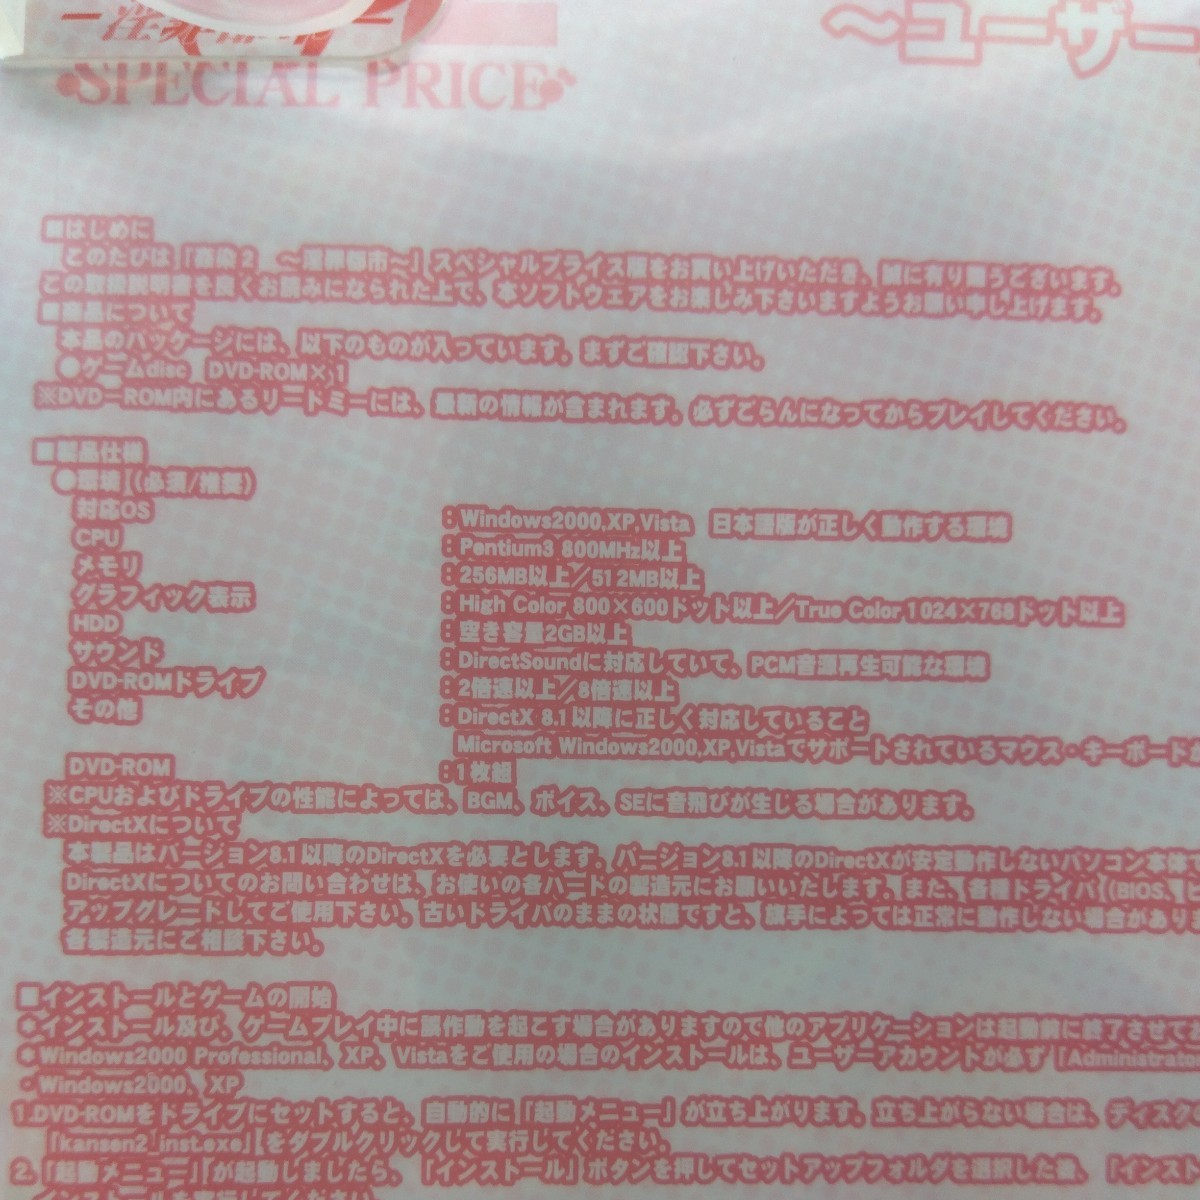 SPECIAL PRICE
～ユーザー
■はじめに
このたびは「感染2 ～淫獣都市～」スペシャルプライス版をお買い上げいただき、誠に有り難うございます。
この取扱説明書を良くお読みになられた上で、本ソフトウェアをお楽しみ下さいますようお願い申し上げます。
■商品について
本品のパッケージには、以下のものが入っています。まずご確認下さい。
●ゲームdisc DVD-ROM×1
※DVD－ROM内にあるリードミーには、最新の情報が含まれます。必ずごらんになってからプレイしてください。
■製品仕様
●環境【(必須/推奨)
対応OS ：Windows2000,XP,Vista 日本語版が正しく動作する環境
CPU ：Pentium3 800MHz以上
メモリ ：256MB以上／512MB以上
グラフィック表示 ：High Color 800×600ドット以上／True Color 1024×768ドット以上
HDD ：空き容量2GB以上
サウンド ：DirectSoundに対応していて、PCM音源再生可能な環境
DVD-ROMドライブ ：2倍速以上／8倍速以上
その他 ：DirectX 8.1以降に正しく対応していること
Microsoft Windows2000,XP,Vistaでサポートされているマウス・キーボード
DVD-ROM ：1枚組
※CPUおよびドライブの性能によっては、BGM、ボイス、SEに音飛びが生じる場合があります。
※DirectXについて
本製品はバージョン8.1以降のDirectXを必要とします。バージョン8.1以降のDirectXが安定動作しないパソコン本体
DirectXについてのお問い合わせは、お使いの各ハードの製造元にお願いいたします。また、各種ドライバ(BIOS、
アップグレードしてご使用下さい。古いドライバのままの状態ですと、旗手によっては正常に動作しない場合があり
各製造元にご相談下さい。
■インストールとゲームの開始
＊インストール及び、ゲームプレイ中に誤作動を起こす場合がありますので他のアプリケーションは起動前に終了させて
＊Windows2000 Professional、XP、Vistaをご使用の場合のインストールは、ユーザーアカウントが必ず「Administrato
・Windows2000、XP
1.DVD-ROMをドライブにセットすると、自動的に「起動メニュー」が立ち上がります。立ち上がらない場合は、ディスク
「kansen2_inst.exe」【をダブルクリックして実行してください。
2.「起動メニュー」【が起動しましたら、「インストール」ボタンを押してセットアップフォルダを選択した後、「インス